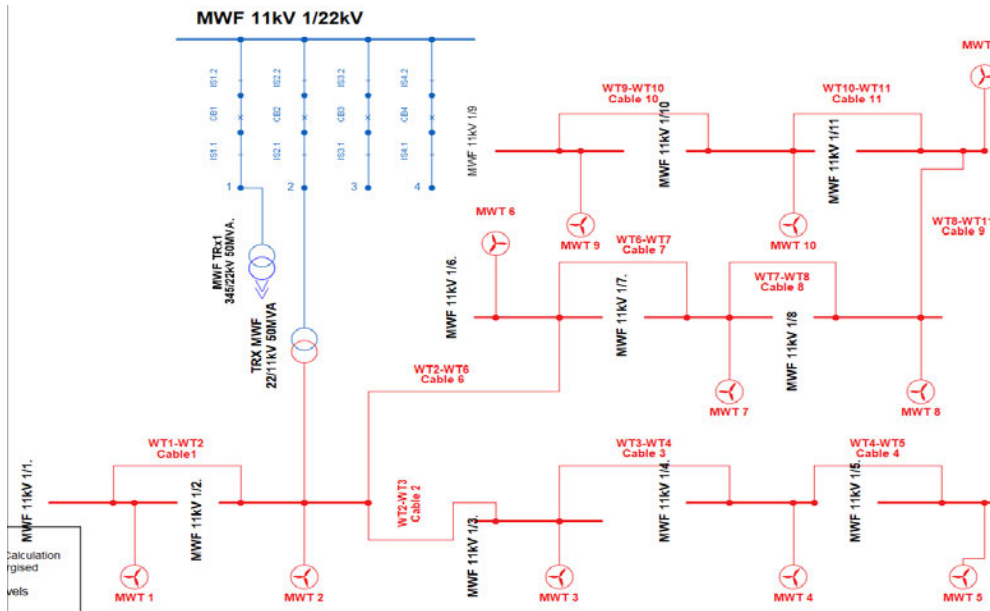 MWF 11kV 1/22kV
IS1.2
IS2.2
IS3.2
IS4.2
CB1
CB2
CB3
CB4
IS1.1
IS2.1
IS3.1
IS4.1
1
2
3
4
MWF TRx1
345/22kV 50MVA.
TRX MWF
22/11kV 50MVA
MWF 11kV 1/9
WT9-WT10
Cable 10
MWF 11kV 1/10
WT10-WT11
Cable 11
MWF 11kV 1/11
MWT
MWT 9
MWT 10
WT8-WT11
Cable 9
MWT 6
MWF 11kV 1/6.
WT6-WT7
Cable 7
MWF 11kV 1/7.
WT7-WT8
Cable 8
MWF 11kV 1/8
MWT 7
MWT 8
WT2-WT6
Cable 6
MWF 11kV 1/1.
WT1-WT2
Cable1
MWF 11kV 1/2.
WT2-WT3
Cable 2
MWF 11kV 1/3.
WT3-WT4
Cable 3
MWF 11kV 1/4.
WT4-WT5
Cable 4
MWF 11kV 1/5.
MWT 1
MWT 2
MWT 3
MWT 4
MWT 5
Calculation
rgised
vels